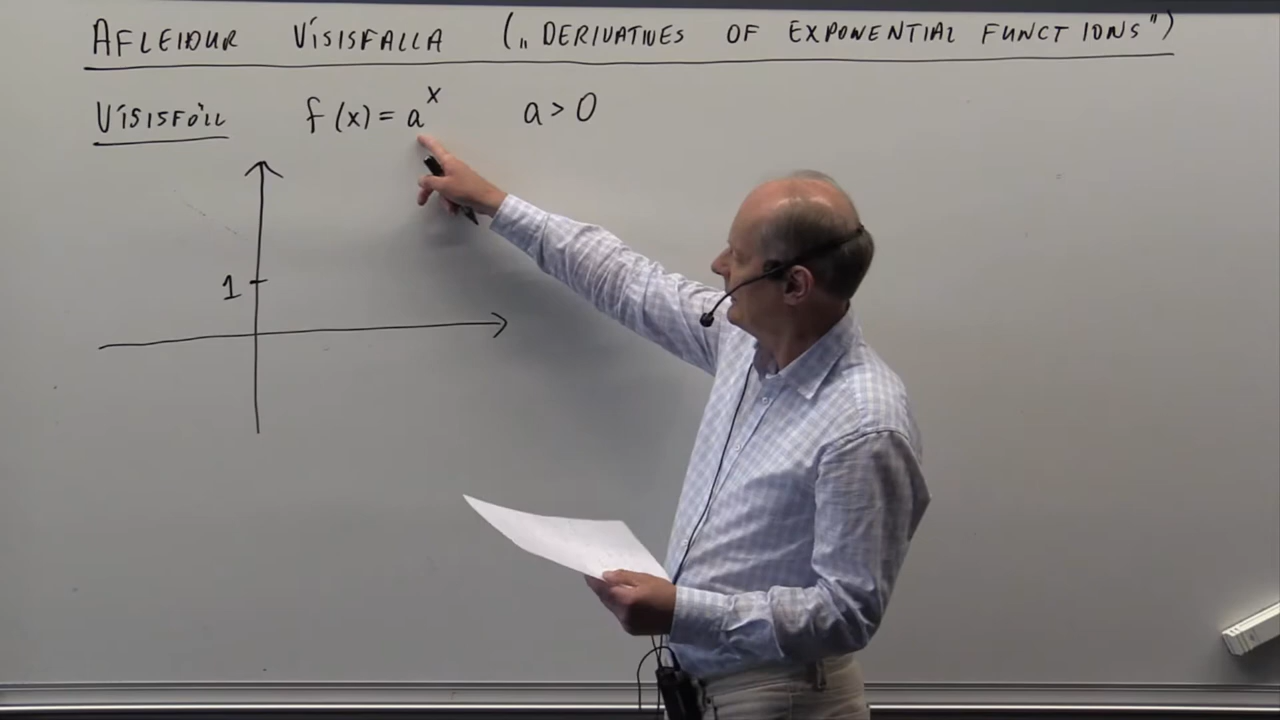 AFLEIÐUR VÍSISFALLA („DERIVATIVES OF EXPONENTIAL FUNCTIONS")
VÍSISFÖLL f(x) = a^x a > 0
1